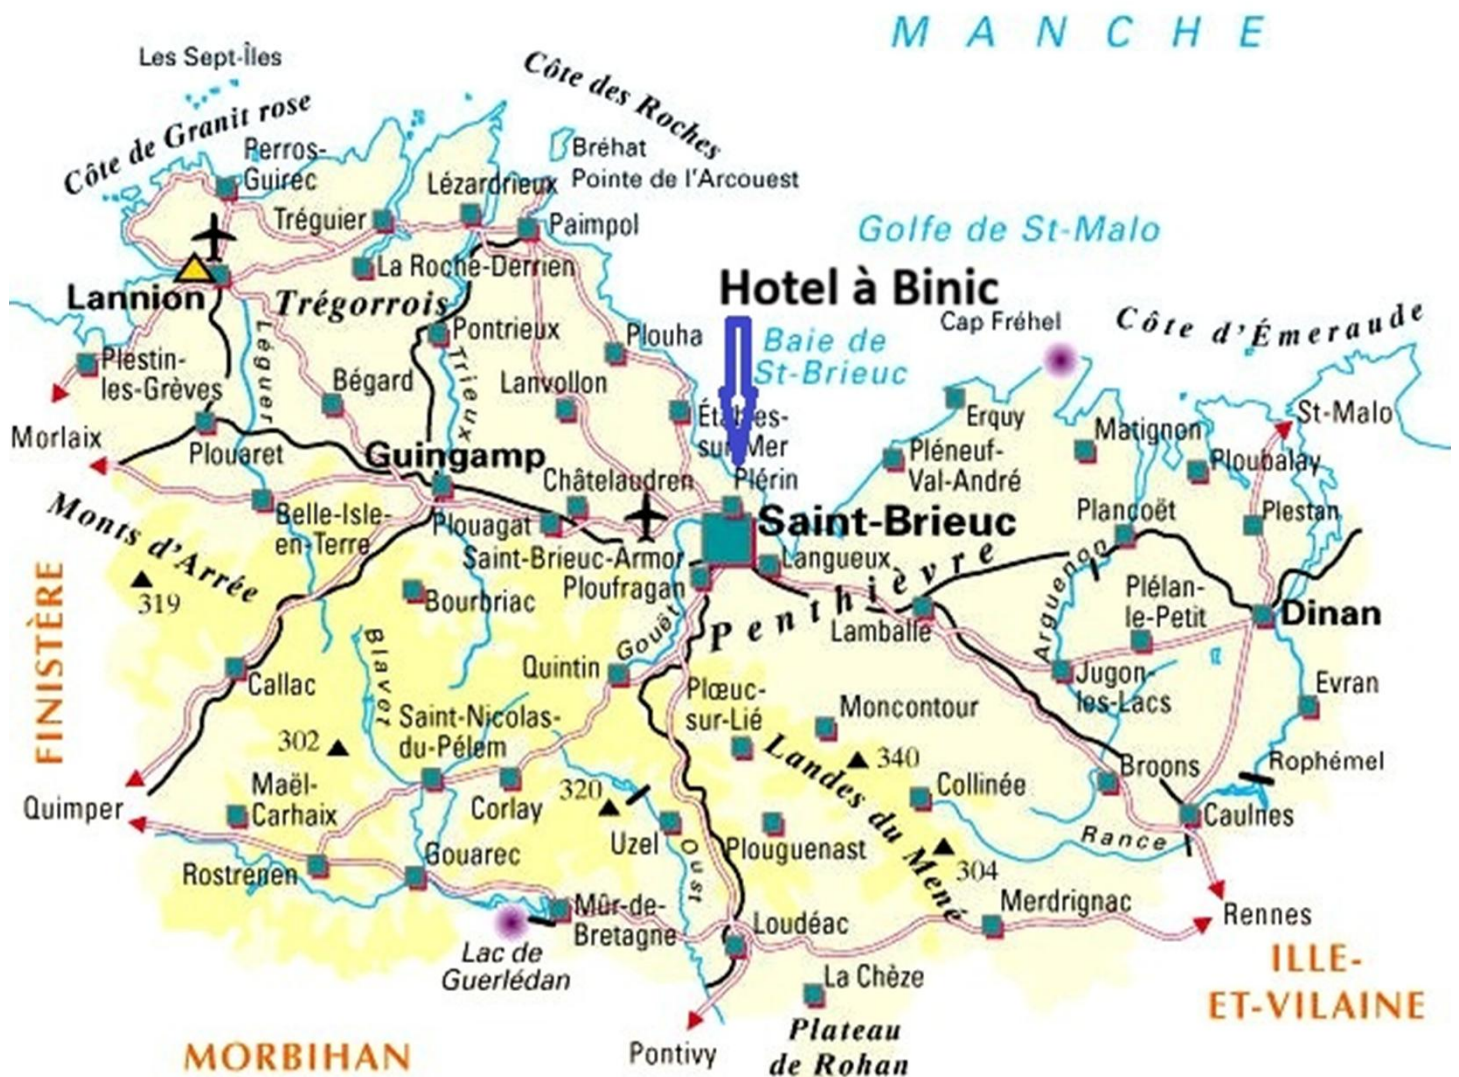 MANCHE
Les Sept-Îles
Côte des Roches
Côte de Granit rose
Perros-
Guirec
Bréhat
Pointe de l'Arcouest
Lézardrieux
Tréguier
Paimpol
Golfe de St-Malo
La Roche-Derrien
Lannion
Trégorrois
Hotel à Binic
Cap Fréhel
Côte d'Émeraude
Léguer
Pontrieux
Trieux
Plouha
Baie de
St-Brieuc
Plestin-
les-Grèves
Bégard
Lanvollon
Étables-
sur-Mer
Erquy
Matignon
St-Malo
Morlaix
Plouaret
Guingamp
Châtelaudren
Plérin
Pléneuf-
Val-André
Ploubalay
Monts d'Arrée
Belle-Isle-
en-Terre
Plouagat
Saint-Brieuc
Plancoët
Plestan
Saint-Brieuc-Armor
Langueux
Ploufragan
Penthièvre
Arguenon
Plélan-
le-Petit
319
Bourbriac
Gouët
Lamballe
Dinan
FINISTÈRE
Blavet
Callac
Quintin
Jugon-
les-Lacs
Evran
Plœuc-
sur-Lié
Moncontour
Saint-Nicolas-
du-Pélem
302
Landes du Mené
340
Rophémel
Broons
Collinée
Maël-
Carhaix
Quimper
Corlay
320
Uzel
Oust
Plouguenast
Rance
Caulnes
304
Rostrenen
Gouarec
Mûr-de-
Bretagne
Loudéac
Merdrignac
Rennes
Lac de
Guerlédan
La Chèze
ILLE-
ET-VILAINE
Plateau
de Rohan
MORBIHAN
Pontivy